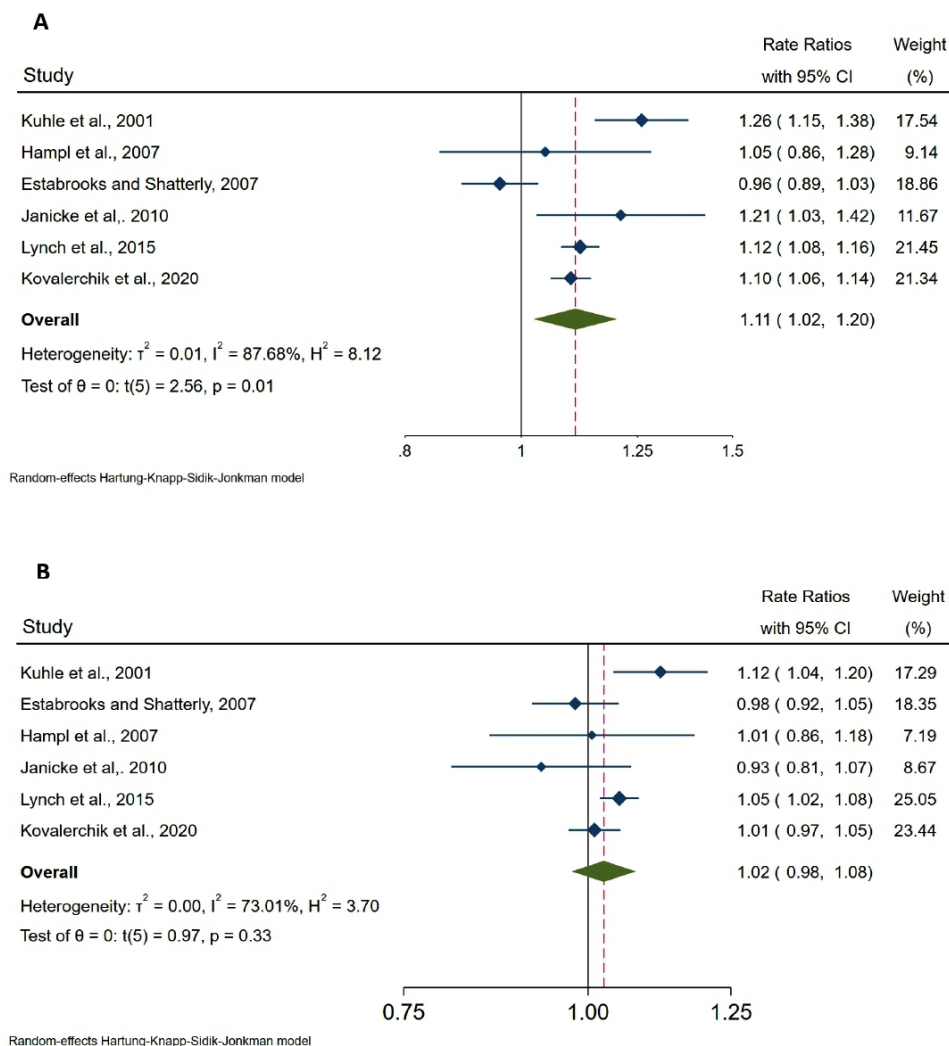 A
Rate Ratios Weight
Study with 95% CI (%)
Kuhle et al., 2001 1.26 ( 1.15, 1.38) 17.54
Hampl et al., 2007 1.05 ( 0.86, 1.28) 9.14
Estabrooks and Shatterly, 2007 0.96 ( 0.89, 1.03) 18.86
Janicke et al,. 2010 1.21 ( 1.03, 1.42) 11.67
Lynch et al., 2015 1.12 ( 1.08, 1.16) 21.45
Kovalerchik et al., 2020 1.10 ( 1.06, 1.14) 21.34
Overall 1.11 ( 1.02, 1.20)
Heterogeneity: τ² = 0.01, I² = 87.68%, H² = 8.12
Test of θ = 0: t(5) = 2.56, p = 0.01
.8 1 1.25 1.5
Random-effects Hartung-Knapp-Sidik-Jonkman model
B
Rate Ratios Weight
Study with 95% CI (%)
Kuhle et al., 2001 1.12 ( 1.04, 1.20) 17.29
Estabrooks and Shatterly, 2007 0.98 ( 0.92, 1.05) 18.35
Hampl et al., 2007 1.01 ( 0.86, 1.18) 7.19
Janicke et al,. 2010 0.93 ( 0.81, 1.07) 8.67
Lynch et al., 2015 1.05 ( 1.02, 1.08) 25.05
Kovalerchik et al., 2020 1.01 ( 0.97, 1.05) 23.44
Overall 1.02 ( 0.98, 1.08)
Heterogeneity: τ² = 0.00, I² = 73.01%, H² = 3.70
Test of θ = 0: t(5) = 0.97, p = 0.33
0.75 1.00 1.25
Random-effects Hartung-Knapp-Sidik-Jonkman model